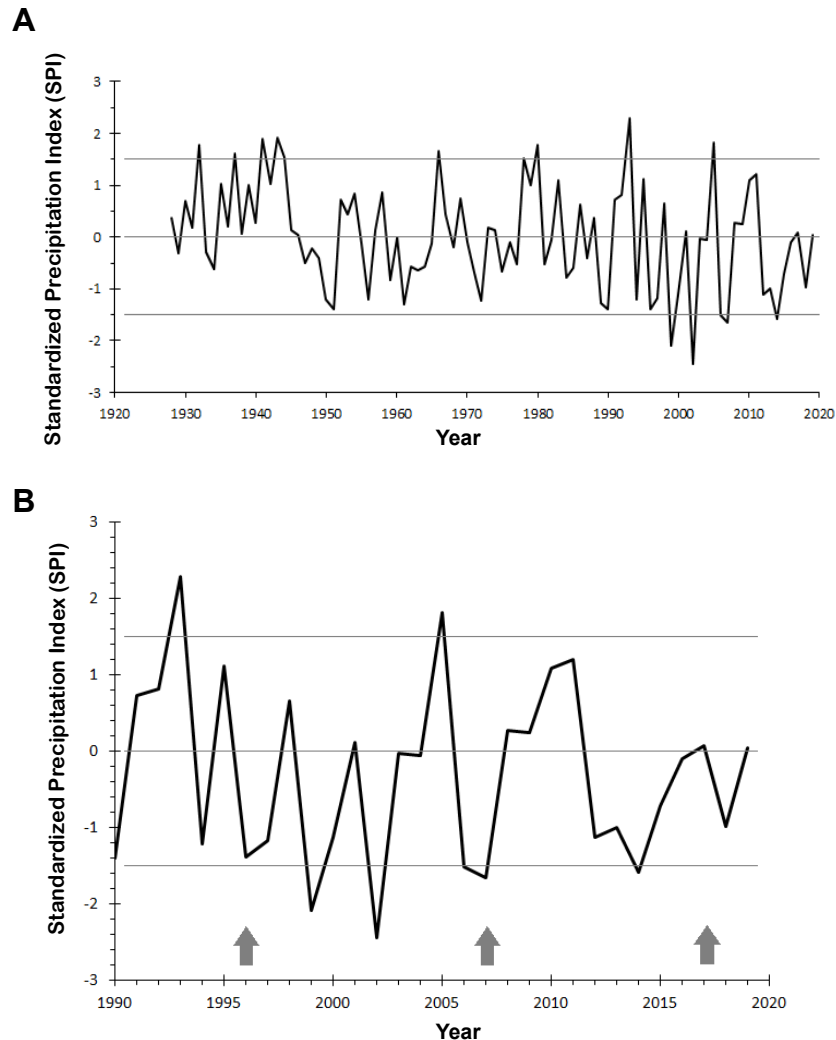 A
Standardized Precipitation Index (SPI)
3
2
1
0
-1
-2
-3
1920 1930 1940 1950 1960 1970 1980 1990 2000 2010 2020
Year
B
Standardized Precipitation Index (SPI)
3
2
1
0
-1
-2
-3
1990 1995 2000 2005 2010 2015 2020
Year